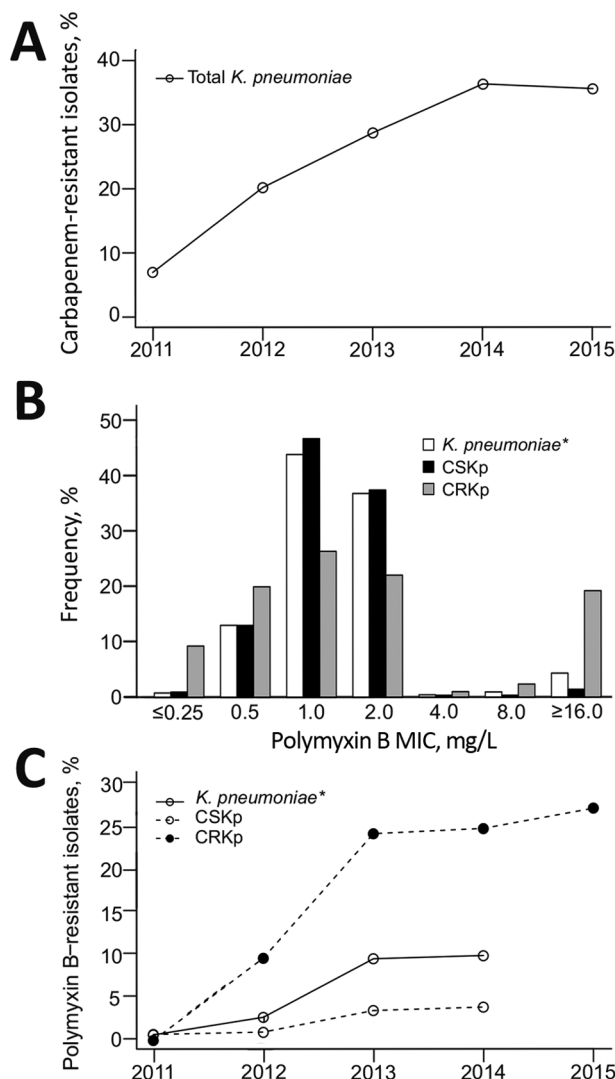 A
Carbapenem-resistant isolates, %
40
30
20
10
0
Total K. pneumoniae
2011 2012 2013 2014 2015
B
Frequency, %
50
40
30
20
10
0
K. pneumoniae*
CSKp
CRKp
≤0.25 0.5 1.0 2.0 4.0 8.0 ≥16.0
Polymyxin B MIC, mg/L
C
Polymyxin B–resistant isolates, %
30
25
20
15
10
5
0
K. pneumoniae*
CSKp
CRKp
2011 2012 2013 2014 2015